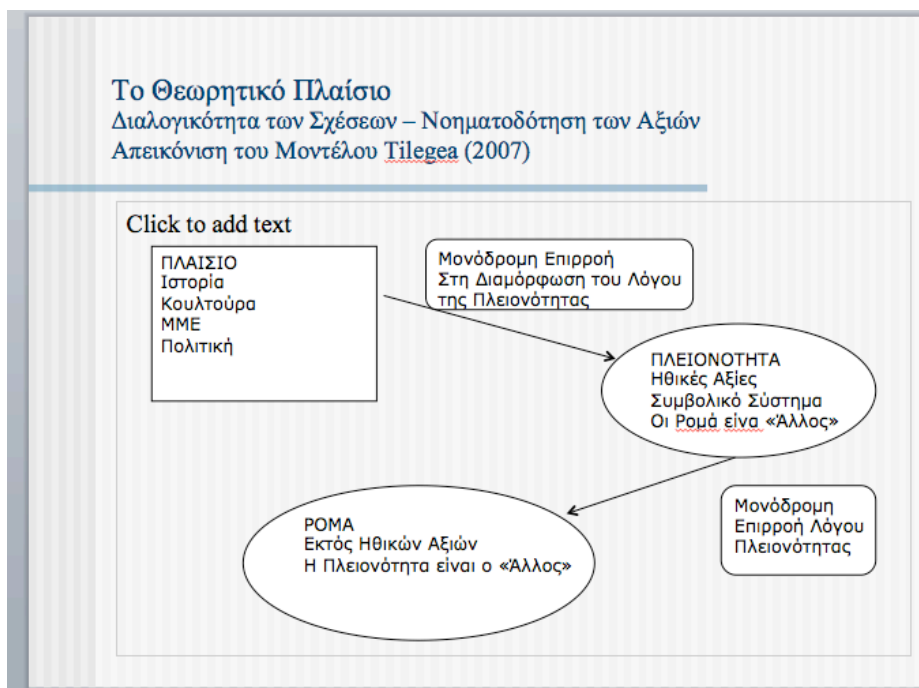 Το Θεωρητικό Πλαίσιο
Διαλογικότητα των Σχέσεων – Νοηματοδότηση των Αξιών
Απεικόνιση του Μοντέλου Tilegea (2007)
Click to add text
ΠΛΑΙΣΙΟ
Ιστορία
Κουλτούρα
ΜΜΕ
Πολιτική
Μονόδρομη Επιρροή
Στη Διαμόρφωση του Λόγου
της Πλειονότητας
ΠΛΕΙΟΝΟΤΗΤΑ
Ηθικές Αξίες
Συμβολικό Σύστημα
Οι Ρομά είνα «Άλλος»
Μονόδρομη
Επιρροή Λόγου
Πλειονότητας
ΡΟΜΑ
Εκτός Ηθικών Αξιών
Η Πλειονότητα είναι ο «Άλλος»